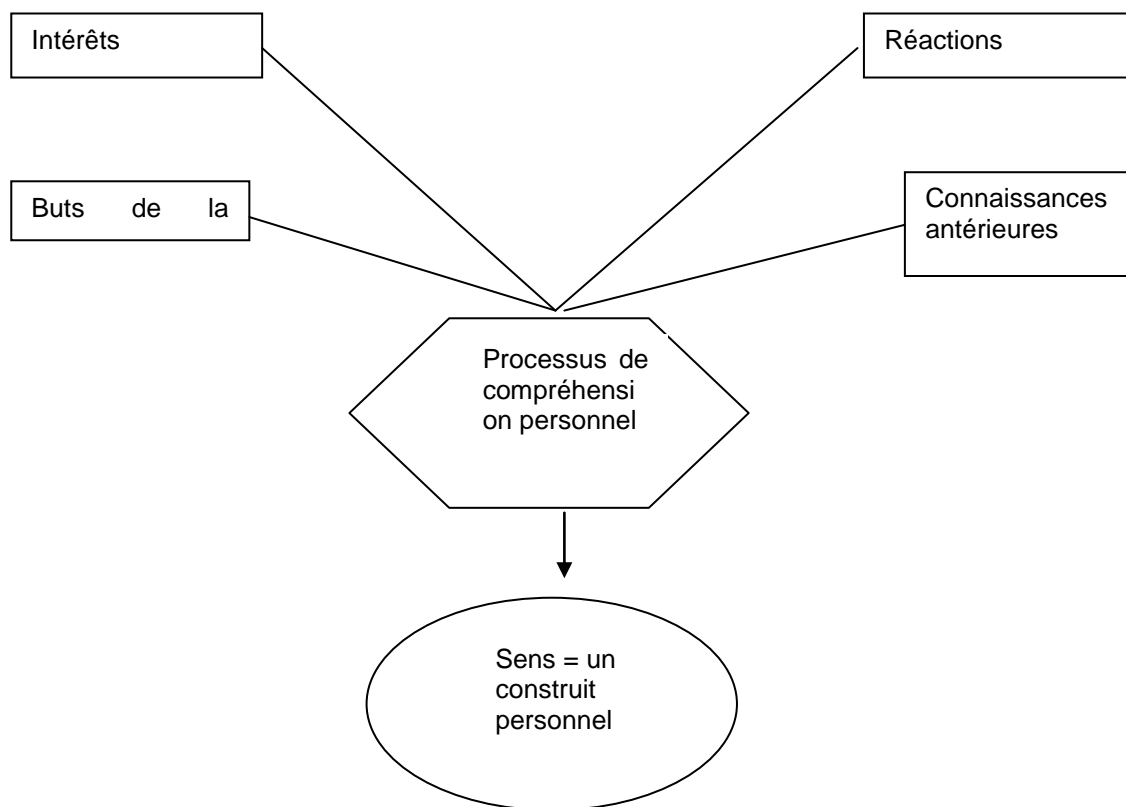 Intérêts
Réactions
Buts de la
Connaissances
antérieures
Processus de
compréhensi
on personnel
Sens = un
construit
personnel